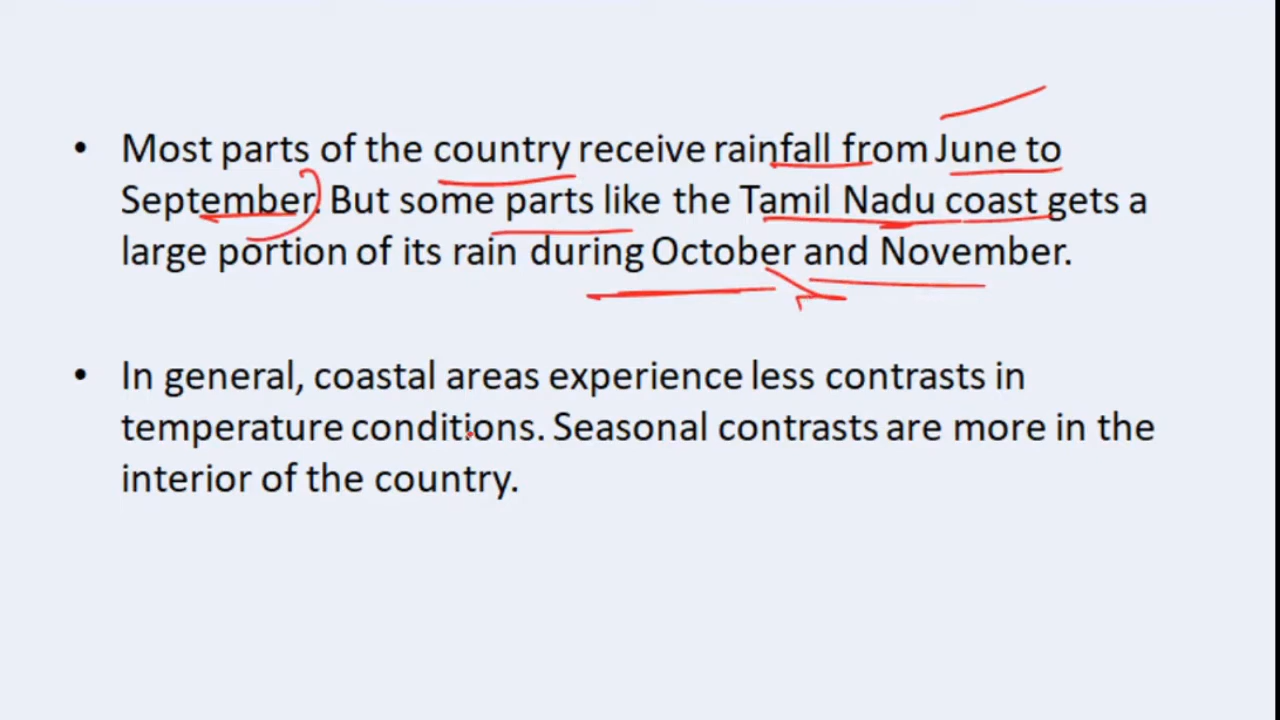 • Most parts of the country receive rainfall from June to
September. But some parts like the Tamil Nadu coast gets a
large portion of its rain during October and November.
• In general, coastal areas experience less contrasts in
temperature conditions. Seasonal contrasts are more in the
interior of the country.